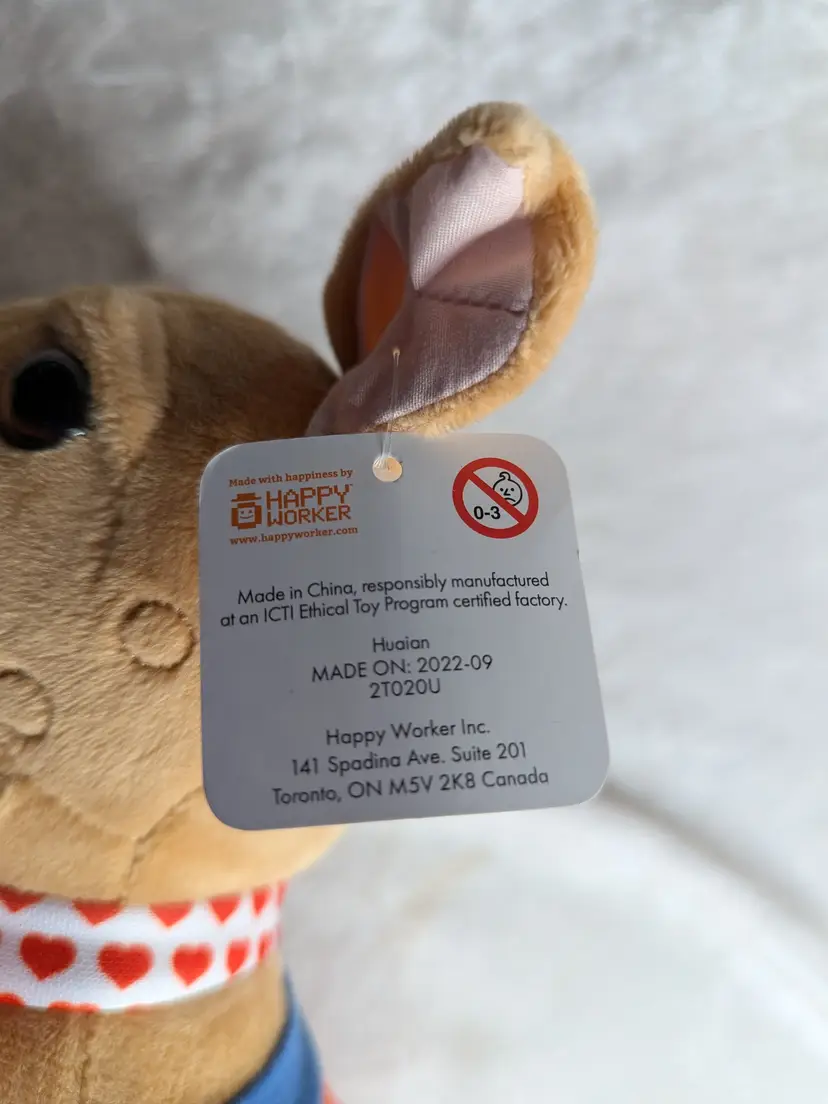 Made with happiness by
HAPPY
WORKER
www.happyworker.com
0-3
Made in China, responsibly manufactured
at an ICTI Ethical Toy Program certified factory.
Huaian
MADE ON: 2022-09
2T020U
Happy Worker Inc.
141 Spadina Ave. Suite 201
Toronto, ON M5V 2K8 Canada